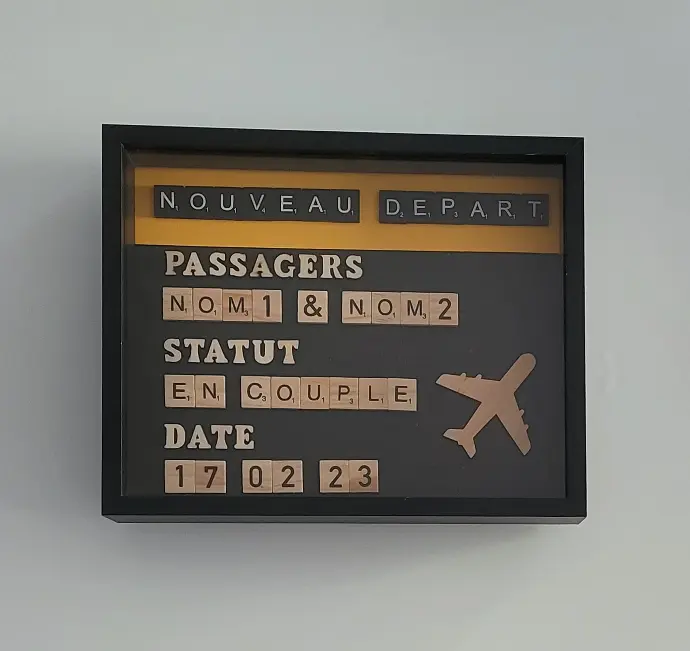 NOUVEAU DEPART
PASSAGERS
NOM1 & NOM2
STATUT
EN COUPLE
DATE
17 02 23